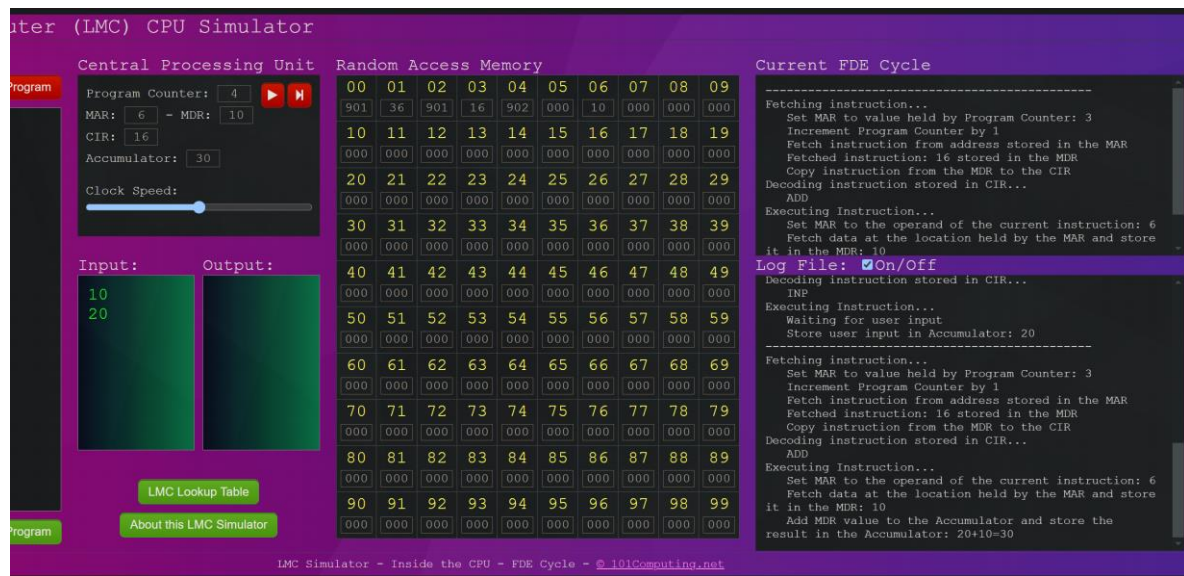 uter (LMC) CPU Simulator
Program
Central Processing Unit
Program Counter: 4
MAR: 6 - MDR: 10
CIR: 16
Accumulator: 30
Clock Speed:
Input:
10
20
Output:
LMC Lookup Table
About this LMC Simulator
Program
Random Access Memory
00 01 02 03 04 05 06 07 08 09
901 36 901 16 902 000 10 000 000 000
10 11 12 13 14 15 16 17 18 19
000 000 000 000 000 000 000 000 000 000
20 21 22 23 24 25 26 27 28 29
000 000 000 000 000 000 000 000 000 000
30 31 32 33 34 35 36 37 38 39
000 000 000 000 000 000 000 000 000 000
40 41 42 43 44 45 46 47 48 49
000 000 000 000 000 000 000 000 000 000
50 51 52 53 54 55 56 57 58 59
000 000 000 000 000 000 000 000 000 000
60 61 62 63 64 65 66 67 68 69
000 000 000 000 000 000 000 000 000 000
70 71 72 73 74 75 76 77 78 79
000 000 000 000 000 000 000 000 000 000
80 81 82 83 84 85 86 87 88 89
000 000 000 000 000 000 000 000 000 000
90 91 92 93 94 95 96 97 98 99
000 000 000 000 000 000 000 000 000 000
Current FDE Cycle
----------------------------------------------
Fetching instruction...
Set MAR to value held by Program Counter: 3
Increment Program Counter by 1
Fetch instruction from address stored in the MAR
Fetched instruction: 16 stored in the MDR
Copy instruction from the MDR to the CIR
Decoding instruction stored in CIR...
ADD
Executing Instruction...
Set MAR to the operand of the current instruction: 6
Fetch data at the location held by the MAR and store
it in the MDR: 10
Log File: On/Off
Decoding instruction stored in CIR...
INP
Executing Instruction...
Waiting for user input
Store user input in Accumulator: 20
----------------------------------------------
Fetching instruction...
Set MAR to value held by Program Counter: 3
Increment Program Counter by 1
Fetch instruction from address stored in the MAR
Fetched instruction: 16 stored in the MDR
Copy instruction from the MDR to the CIR
Decoding instruction stored in CIR...
ADD
Executing Instruction...
Set MAR to the operand of the current instruction: 6
Fetch data at the location held by the MAR and store
it in the MDR: 10
Add MDR value to the Accumulator and store the
result in the Accumulator: 20+10=30
LMC Simulator - Inside the CPU - FDE Cycle - © 101Computing.net